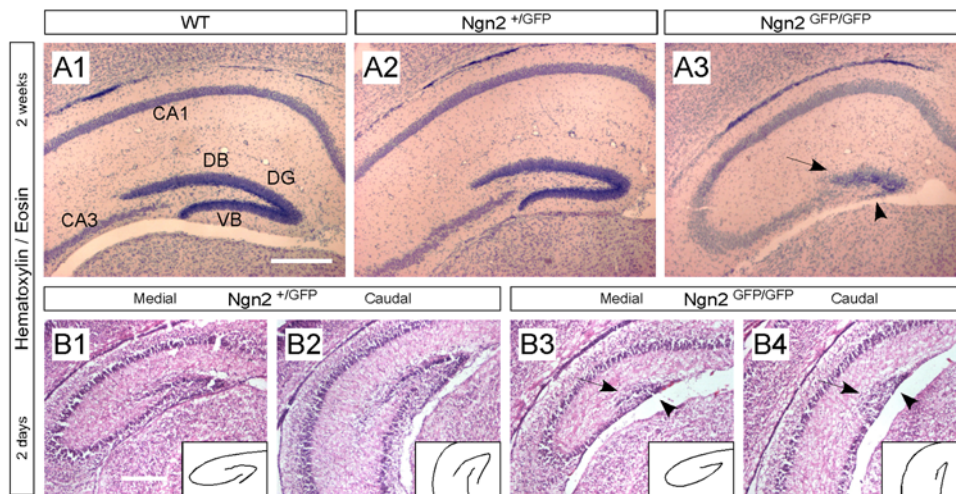 WT
Ngn2 +/GFP
Ngn2 GFP/GFP
Hematoxylin / Eosin
2 weeks
A1
CA1
DB
DG
CA3
VB
A2
A3
Medial Ngn2 +/GFP Caudal
Medial Ngn2 GFP/GFP Caudal
2 days
B1
B2
B3
B4